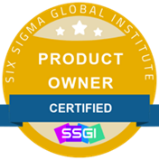 SIX SIGMA GLOBAL INSTITUTE
PRODUCT
OWNER
CERTIFIED
SSGI